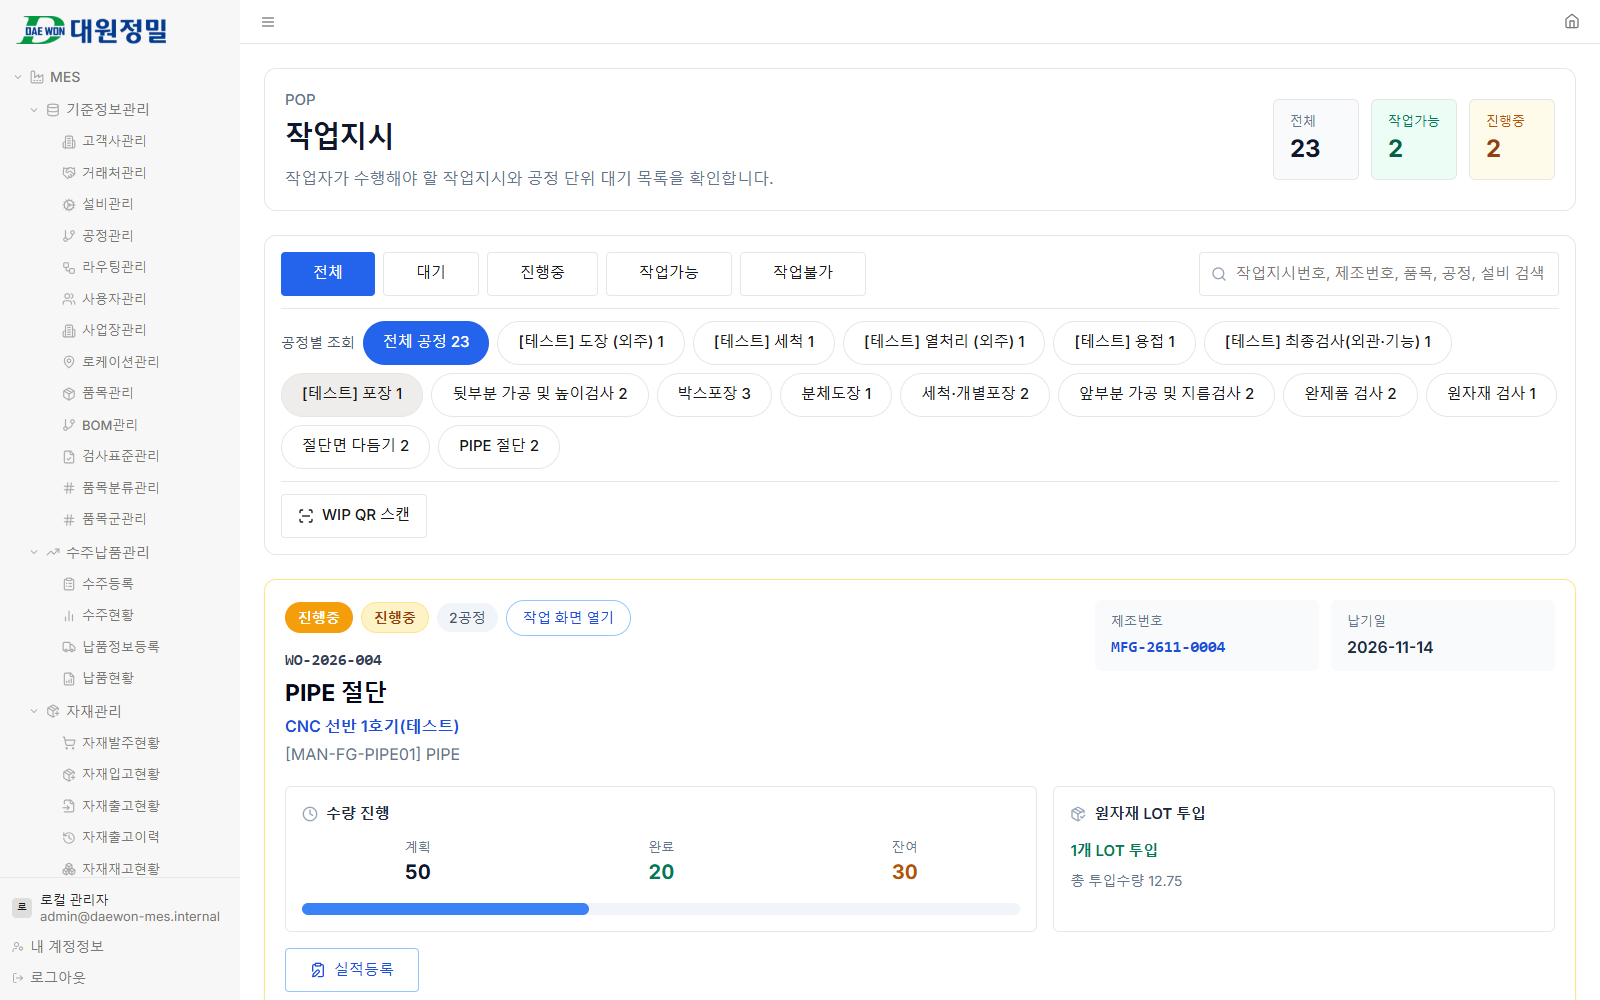 DAE WON 대원정밀
MES
기준정보관리
고객사관리
거래처관리
설비관리
공정관리
라우팅관리
사용자관리
사업장관리
로케이션관리
품목관리
BOM관리
검사표준관리
품목분류관리
품목군관리
수주납품관리
수주등록
수주현황
납품정보등록
납품현황
자재관리
자재발주현황
자재입고현황
자재출고현황
자재출고이력
자재재고현황
로
로컬 관리자
admin@daewon-mes.internal
내 계정정보
로그아웃
POP
작업지시
작업자가 수행해야 할 작업지시와 공정 단위 대기 목록을 확인합니다.
전체
23
작업가능
2
진행중
2
전체 대기 진행중 작업가능 작업불가
작업지시번호, 제조번호, 품목, 공정, 설비 검색
공정별 조회 전체 공정 23 [테스트] 도장 (외주) 1 [테스트] 세척 1 [테스트] 열처리 (외주) 1 [테스트] 용접 1 [테스트] 최종검사(외관·기능) 1
[테스트] 포장 1 뒷부분 가공 및 높이검사 2 박스포장 3 분체도장 1 세척·개별포장 2 앞부분 가공 및 지름검사 2 완제품 검사 2 원자재 검사 1
절단면 다듬기 2 PIPE 절단 2
WIP QR 스캔
진행중 진행중 2공정 작업 화면 열기
WO-2026-004
PIPE 절단
CNC 선반 1호기(테스트)
[MAN-FG-PIPE01] PIPE
제조번호
MFG-2611-0004
납기일
2026-11-14
수량 진행
계획
50
완료
20
잔여
30
원자재 LOT 투입
1개 LOT 투입
총 투입수량 12.75
실적등록